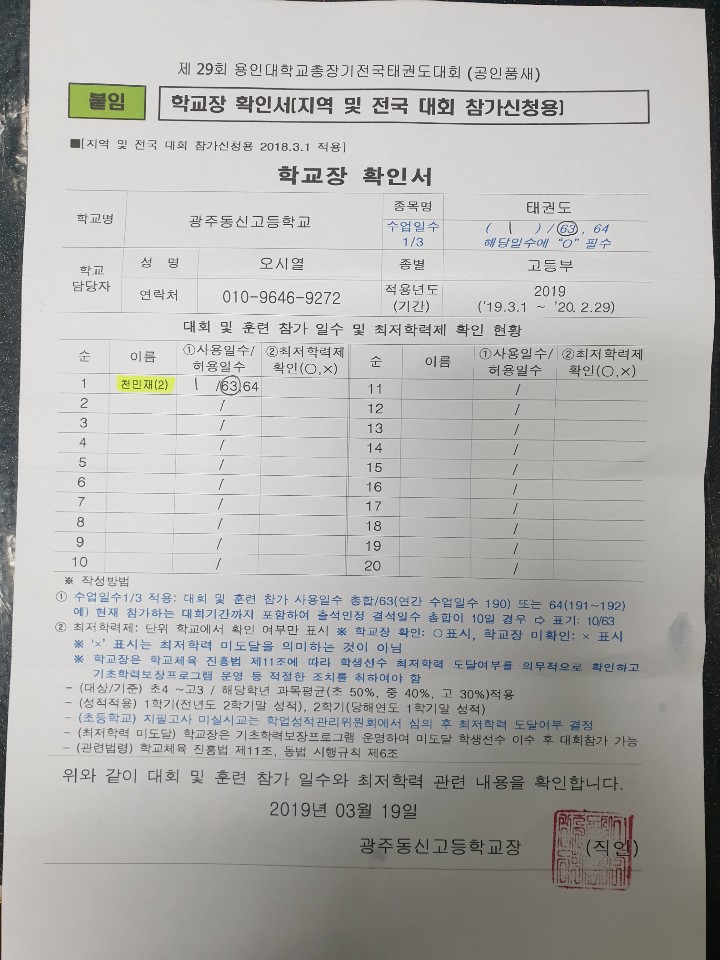 제 29회 용인대학교총장기전국태권도대회 (공인품새)
붙임 학교장 확인서[지역 및 전국 대회 참가신청용]
■[지역 및 전국 대회 참가신청용 2018.3.1 적용]
학교장 확인서
학교명 광주동신고등학교 종목명 태권도
수업일수 1/3 ( 1 ) / 63, 64
해당일수에 "O" 필수
학교 담당자 성 명 오시열 종별 고등부
연락처 010-9646-9272 적용년도 (기간) 2019
('19.3.1 ~ '20. 2.29)
대회 및 훈련 참가 일수 및 최저학력제 확인 현황
순 이름 ①사용일수/허용일수 ②최저학력제 확인(○,×) 순 이름 ①사용일수/허용일수 ②최저학력제 확인(○,×)
1 천민재(2) 1 /63,64 11 /
2 / 12 /
3 / 13 /
4 / 14 /
5 / 15 /
6 / 16 /
7 / 17 /
8 / 18 /
9 / 19 /
10 / 20 /
※ 작성방법
① 수업일수1/3 적용: 대회 및 훈련 참가 사용일수 총합/63(연간 수업일수 190) 또는 64(191~192)
예) 현재 참가하는 대회기간까지 포함하여 출석인정 결석일수 총합이 10일 경우 ⇨ 표기: 10/63
② 최저학력제: 단위 학교에서 확인 여부만 표시 ※ 학교장 확인: ○표시, 학교장 미확인: × 표시
※ '×' 표시는 최저학력 미도달을 의미하는 것이 아님
※ 학교장은 학교체육 진흥법 제11조에 따라 학생선수 최저학력 도달여부를 의무적으로 확인하고
기초학력보장프로그램 운영 등 적절한 조치를 취하여야 함
- (대상/기준) 초4 ~고3 / 해당학년 과목평균(초 50%, 중 40%, 고 30%)적용
- (성적적용) 1학기(전년도 2학기말 성적), 2학기(당해연도 1학기말 성적)
- (초등학교) 지필고사 미실시교는 학업성적관리위원회에서 심의 후 최저학력 도달여부 결정
- (최저학력 미도달) 학교장은 기초학력보장프로그램 운영하여 미도달 학생선수 이수 후 대회참가 가능
- (관련법령) 학교체육 진흥법 제11조, 동법 시행규칙 제6조
위와 같이 대회 및 훈련 참가 일수와 최저학력 관련 내용을 확인합니다.
2019년 03월 19일
광주동신고등학교장 (직인)